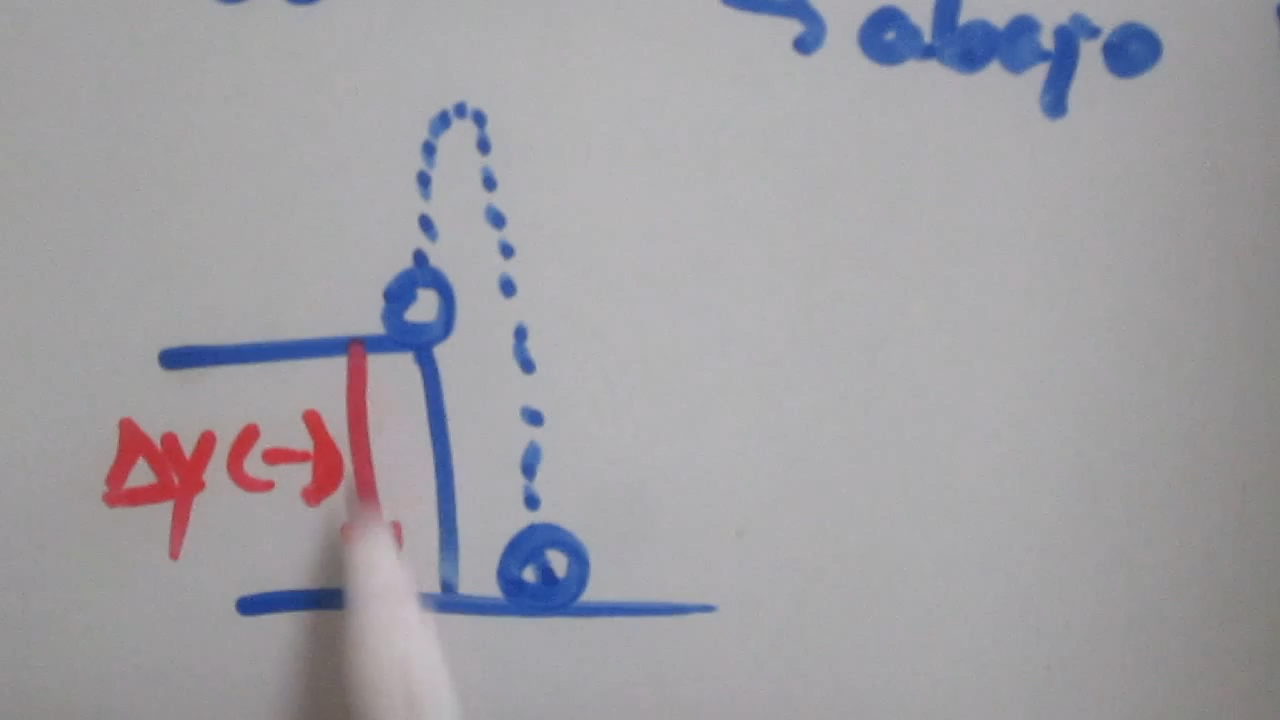 → abajo
Δy (-)